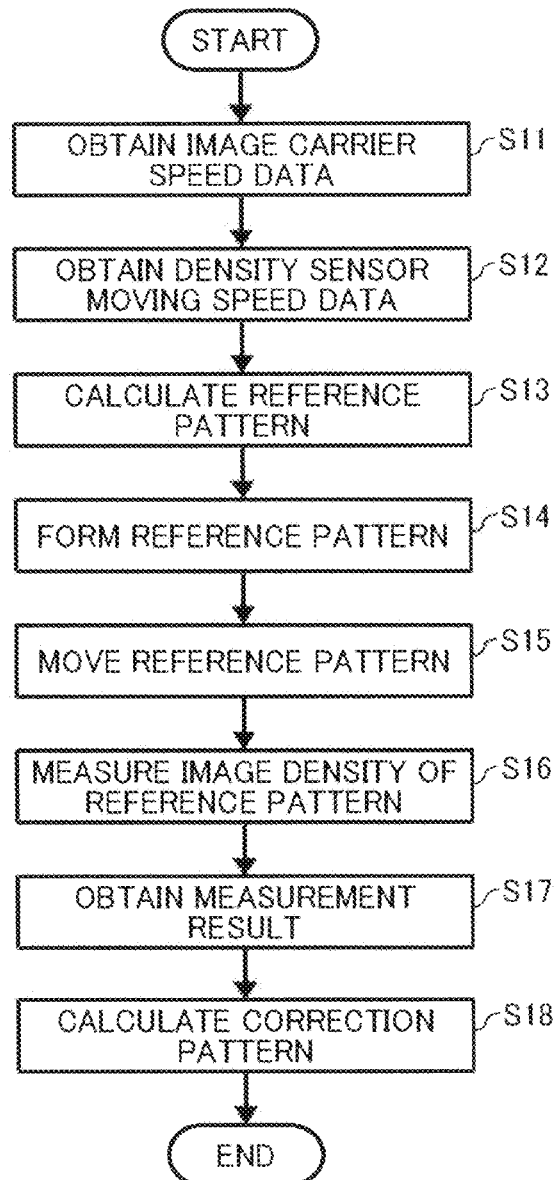 START
OBTAIN IMAGE CARRIER
SPEED DATA
S11
OBTAIN DENSITY SENSOR
MOVING SPEED DATA
S12
CALCULATE REFERENCE
PATTERN
S13
FORM REFERENCE PATTERN
S14
MOVE REFERENCE PATTERN
S15
MEASURE IMAGE DENSITY OF
REFERENCE PATTERN
S16
OBTAIN MEASUREMENT
RESULT
S17
CALCULATE CORRECTION
PATTERN
S18
END